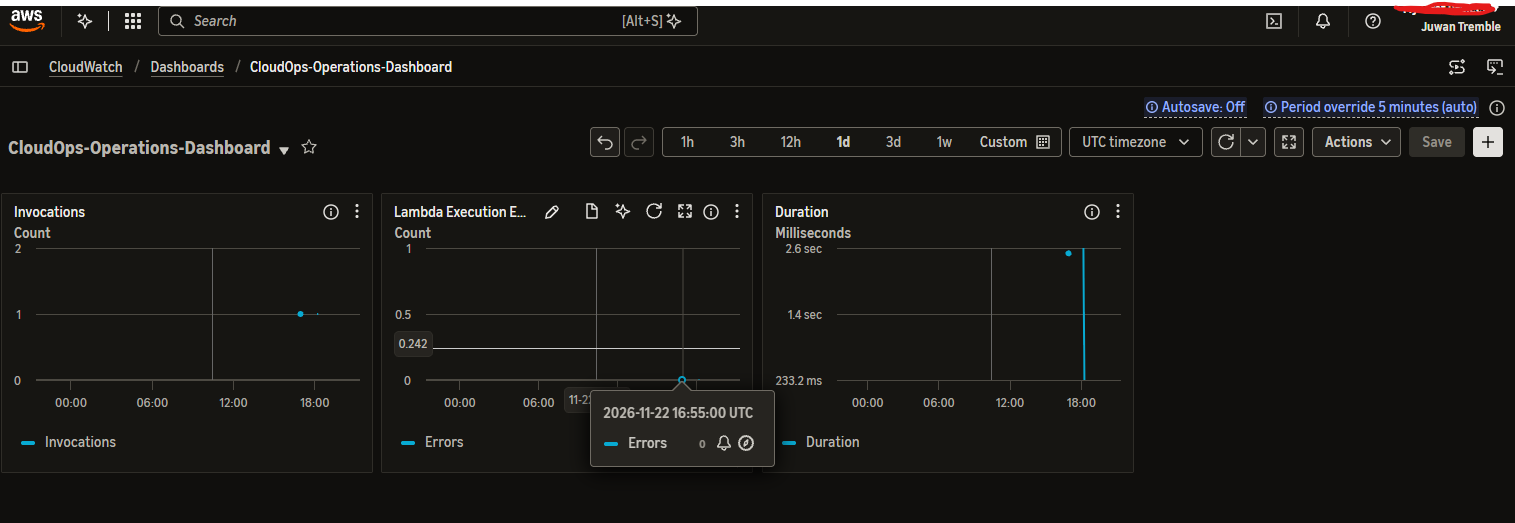 aws
Search
[Alt+S]
Juwan Tremble
CloudWatch / Dashboards / CloudOps-Operations-Dashboard
Autosave: Off
Period override 5 minutes (auto)
CloudOps-Operations-Dashboard
1h 3h 12h 1d 3d 1w Custom
UTC timezone
Actions
Save
Invocations
Count
2
1
0
00:00 06:00 12:00 18:00
Invocations
Lambda Execution E...
Count
1
0.5
0.242
0
00:00 06:00
2026-11-22 16:55:00 UTC
Errors 0
Errors
Duration
Milliseconds
2.6 sec
1.4 sec
233.2 ms
00:00 06:00 12:00 18:00
Duration